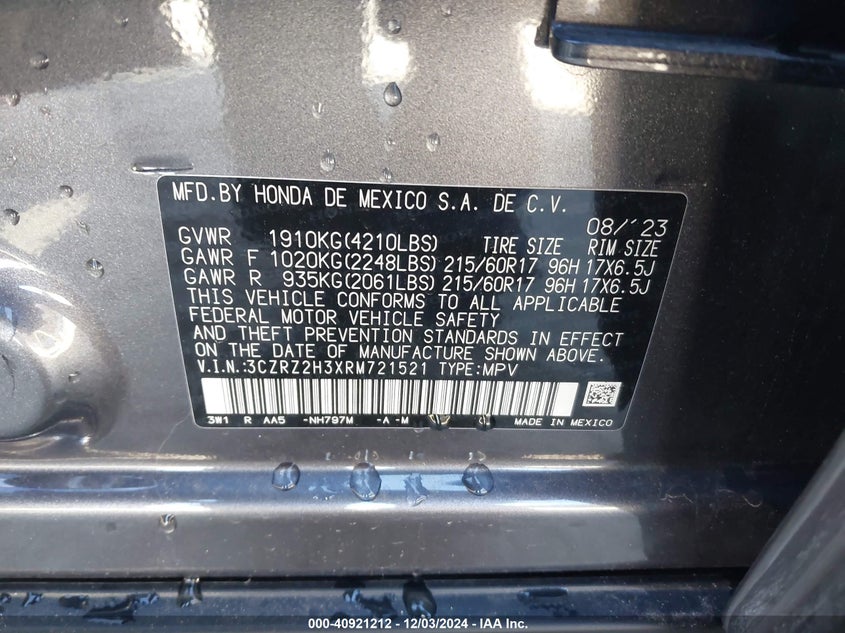 MFD.BY HONDA DE MEXICO S.A. DE C.V.
08/'23
GVWR 1910KG(4210LBS) TIRE SIZE RIM SIZE
GAWR F 1020KG(2248LBS) 215/60R17 96H 17X6.5J
GAWR R 935KG(2061LBS) 215/60R17 96H 17X6.5J
THIS VEHICLE CONFORMS TO ALL APPLICABLE
FEDERAL MOTOR VEHICLE SAFETY
AND THEFT PREVENTION STANDARDS IN EFFECT
ON THE DATE OF MANUFACTURE SHOWN ABOVE.
V.I.N.:3CZRZ2H3XRM721521 TYPE:MPV
3W1 R AA5 -NH797M -A -M MADE IN MEXICO
000-40921212 - 12/03/2024 - IAA Inc.